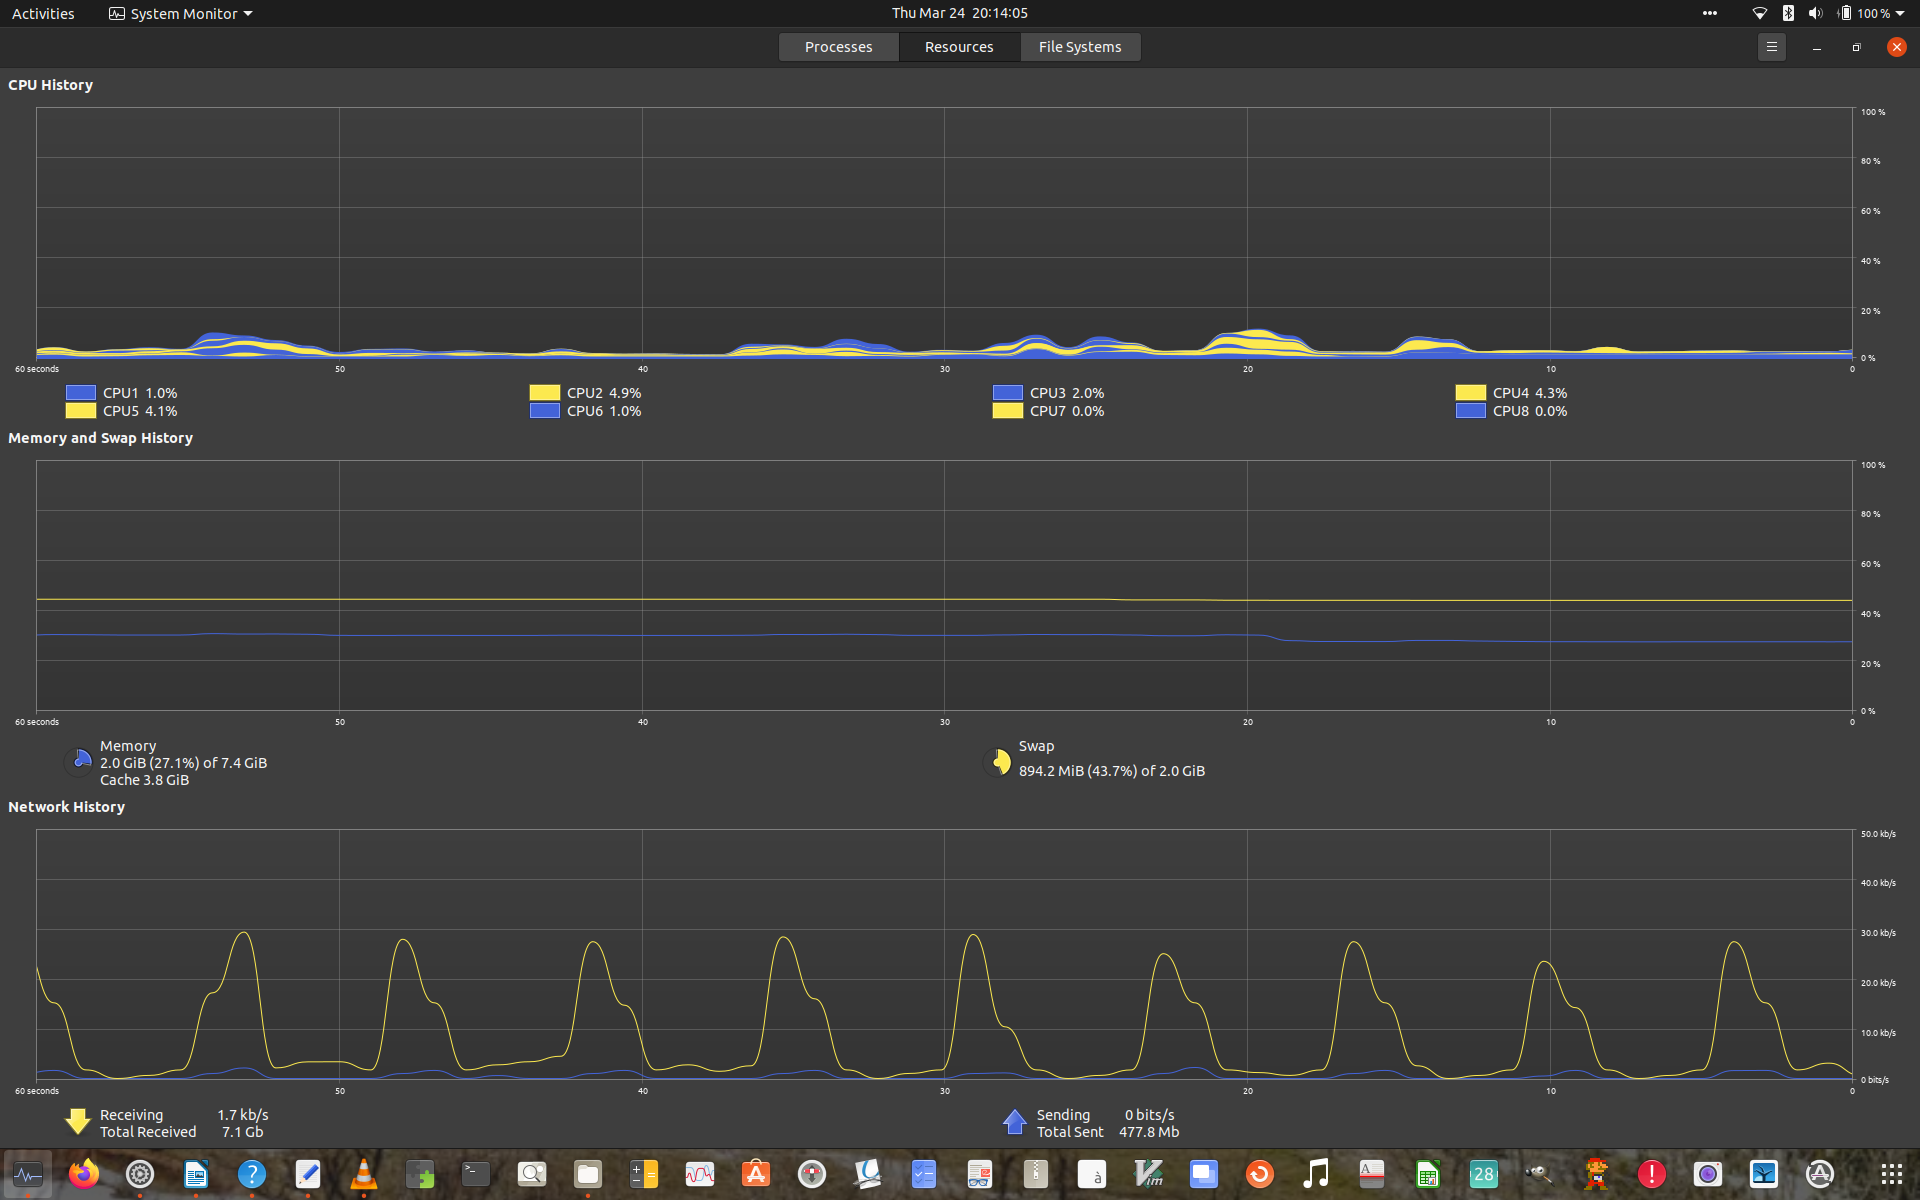 Activities System Monitor Thu Mar 24 20:14:05 100 %
Processes Resources File Systems
CPU History
100 %
80 %
60 %
40 %
20 %
0 %
60 seconds 50 40 30 20 10 0
CPU1 1.0% CPU2 4.9% CPU3 2.0% CPU4 4.3%
CPU5 4.1% CPU6 1.0% CPU7 0.0% CPU8 0.0%
Memory and Swap History
100 %
80 %
60 %
40 %
20 %
0 %
60 seconds 50 40 30 20 10 0
Memory Swap
2.0 GiB (27.1%) of 7.4 GiB 894.2 MiB (43.7%) of 2.0 GiB
Cache 3.8 GiB
Network History
50.0 kb/s
40.0 kb/s
30.0 kb/s
20.0 kb/s
10.0 kb/s
0 bits/s
60 seconds 50 40 30 20 10 0
Receiving 1.7 kb/s Sending 0 bits/s
Total Received 7.1 Gb Total Sent 477.8 Mb
? >_ à Vim A 28 !